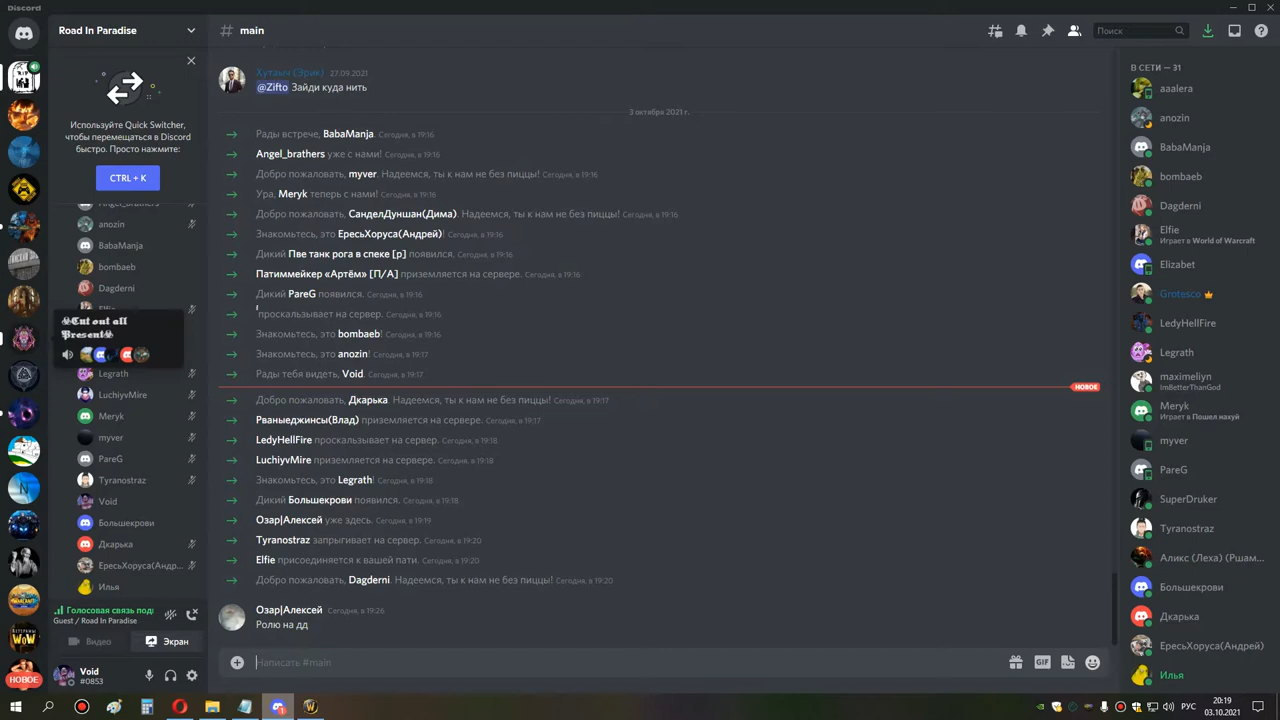 Discord
Road In Paradise
# main
Поиск
Используйте Quick Switcher,
чтобы перемещаться в Discord
быстро. Просто нажмите:
CTRL + K
Angel_brothers
anozin
BabaManja
bombaeb
Dagderni
Elfie
☣Cut out all
Present☣
Legrath
LuchiyvMire
Meryk
myver
PareG
Tyranostraz
Void
Большекрови
Дкарька
ЕресьХоруса(Андр...
Илья
Голосовая связь под
Guest / Road In Paradise
Видео
Экран
Void
#0853
НОВОЕ
Хутаыч (Эрик) 27.09.2021
@Zifto Зайди куда нить
3 октября 2021 г.
Рады встрече, BabaManja. Сегодня, в 19:16
Angel_brothers уже с нами! Сегодня, в 19:16
Добро пожаловать, myver. Надеемся, ты к нам не без пиццы! Сегодня, в 19:16
Ура, Meryk теперь с нами! Сегодня, в 19:16
Добро пожаловать, СанделДуншан(Дима). Надеемся, ты к нам не без пиццы! Сегодня, в 19:16
Знакомьтесь, это ЕресьХоруса(Андрей)! Сегодня, в 19:16
Дикий Пве танк рога в спеке [р] появился. Сегодня, в 19:16
Патиммейкер «Артём» [П/А] приземляется на сервере. Сегодня, в 19:16
Дикий PareG появился. Сегодня, в 19:16
проскальзывает на сервер. Сегодня, в 19:16
Знакомьтесь, это bombaeb! Сегодня, в 19:16
Знакомьтесь, это anozin! Сегодня, в 19:17
Рады тебя видеть, Void. Сегодня, в 19:17
НОВОЕ
Добро пожаловать, Дкарька. Надеемся, ты к нам не без пиццы! Сегодня, в 19:17
Рваныеджинсы(Влад) приземляется на сервере. Сегодня, в 19:17
LedyHellFire проскальзывает на сервер. Сегодня, в 19:18
LuchiyvMire приземляется на сервере. Сегодня, в 19:18
Знакомьтесь, это Legrath! Сегодня, в 19:18
Дикий Большекрови появился. Сегодня, в 19:18
Озар|Алексей уже здесь. Сегодня, в 19:19
Tyranostraz запрыгивает на сервер. Сегодня, в 19:20
Elfie присоединяется к вашей пати. Сегодня, в 19:20
Добро пожаловать, Dagderni. Надеемся, ты к нам не без пиццы! Сегодня, в 19:20
Озар|Алексей Сегодня, в 19:26
Ролю на дд
Написать #main
GIF
В СЕТИ — 31
aaalera
anozin
BabaManja
bombaeb
Dagderni
Elfie
Играет в World of Warcraft
Elizabet
Grotesco
LedyHellFire
Legrath
maximeliyn
ImBetterThanGod
Meryk
Играет в Пошел нахуй
myver
PareG
SuperDruker
Tyranostraz
Аликс (Леха) (Ршам...
Большекрови
Дкарька
ЕресьХоруса(Андрей)
Илья
РУС
20:19
03.10.2021